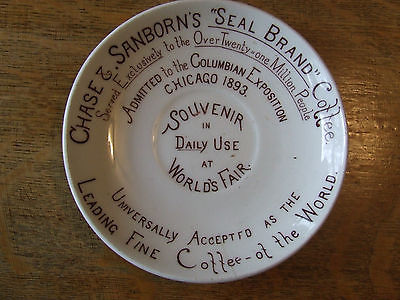 CHASE & SANBORN'S "SEAL BRAND" Coffee.
Served Exclusively to the Over Twenty=one Million People
ADMITTED to the COLUMBIAN EXPOSITION
CHICAGO 1893.
SOUVENIR
IN
DAILY USE
AT
WORLD'S FAIR.
UNIVERSALLY ACCEPTED AS THE
LEADING FINE Coffee-of the WORLD.